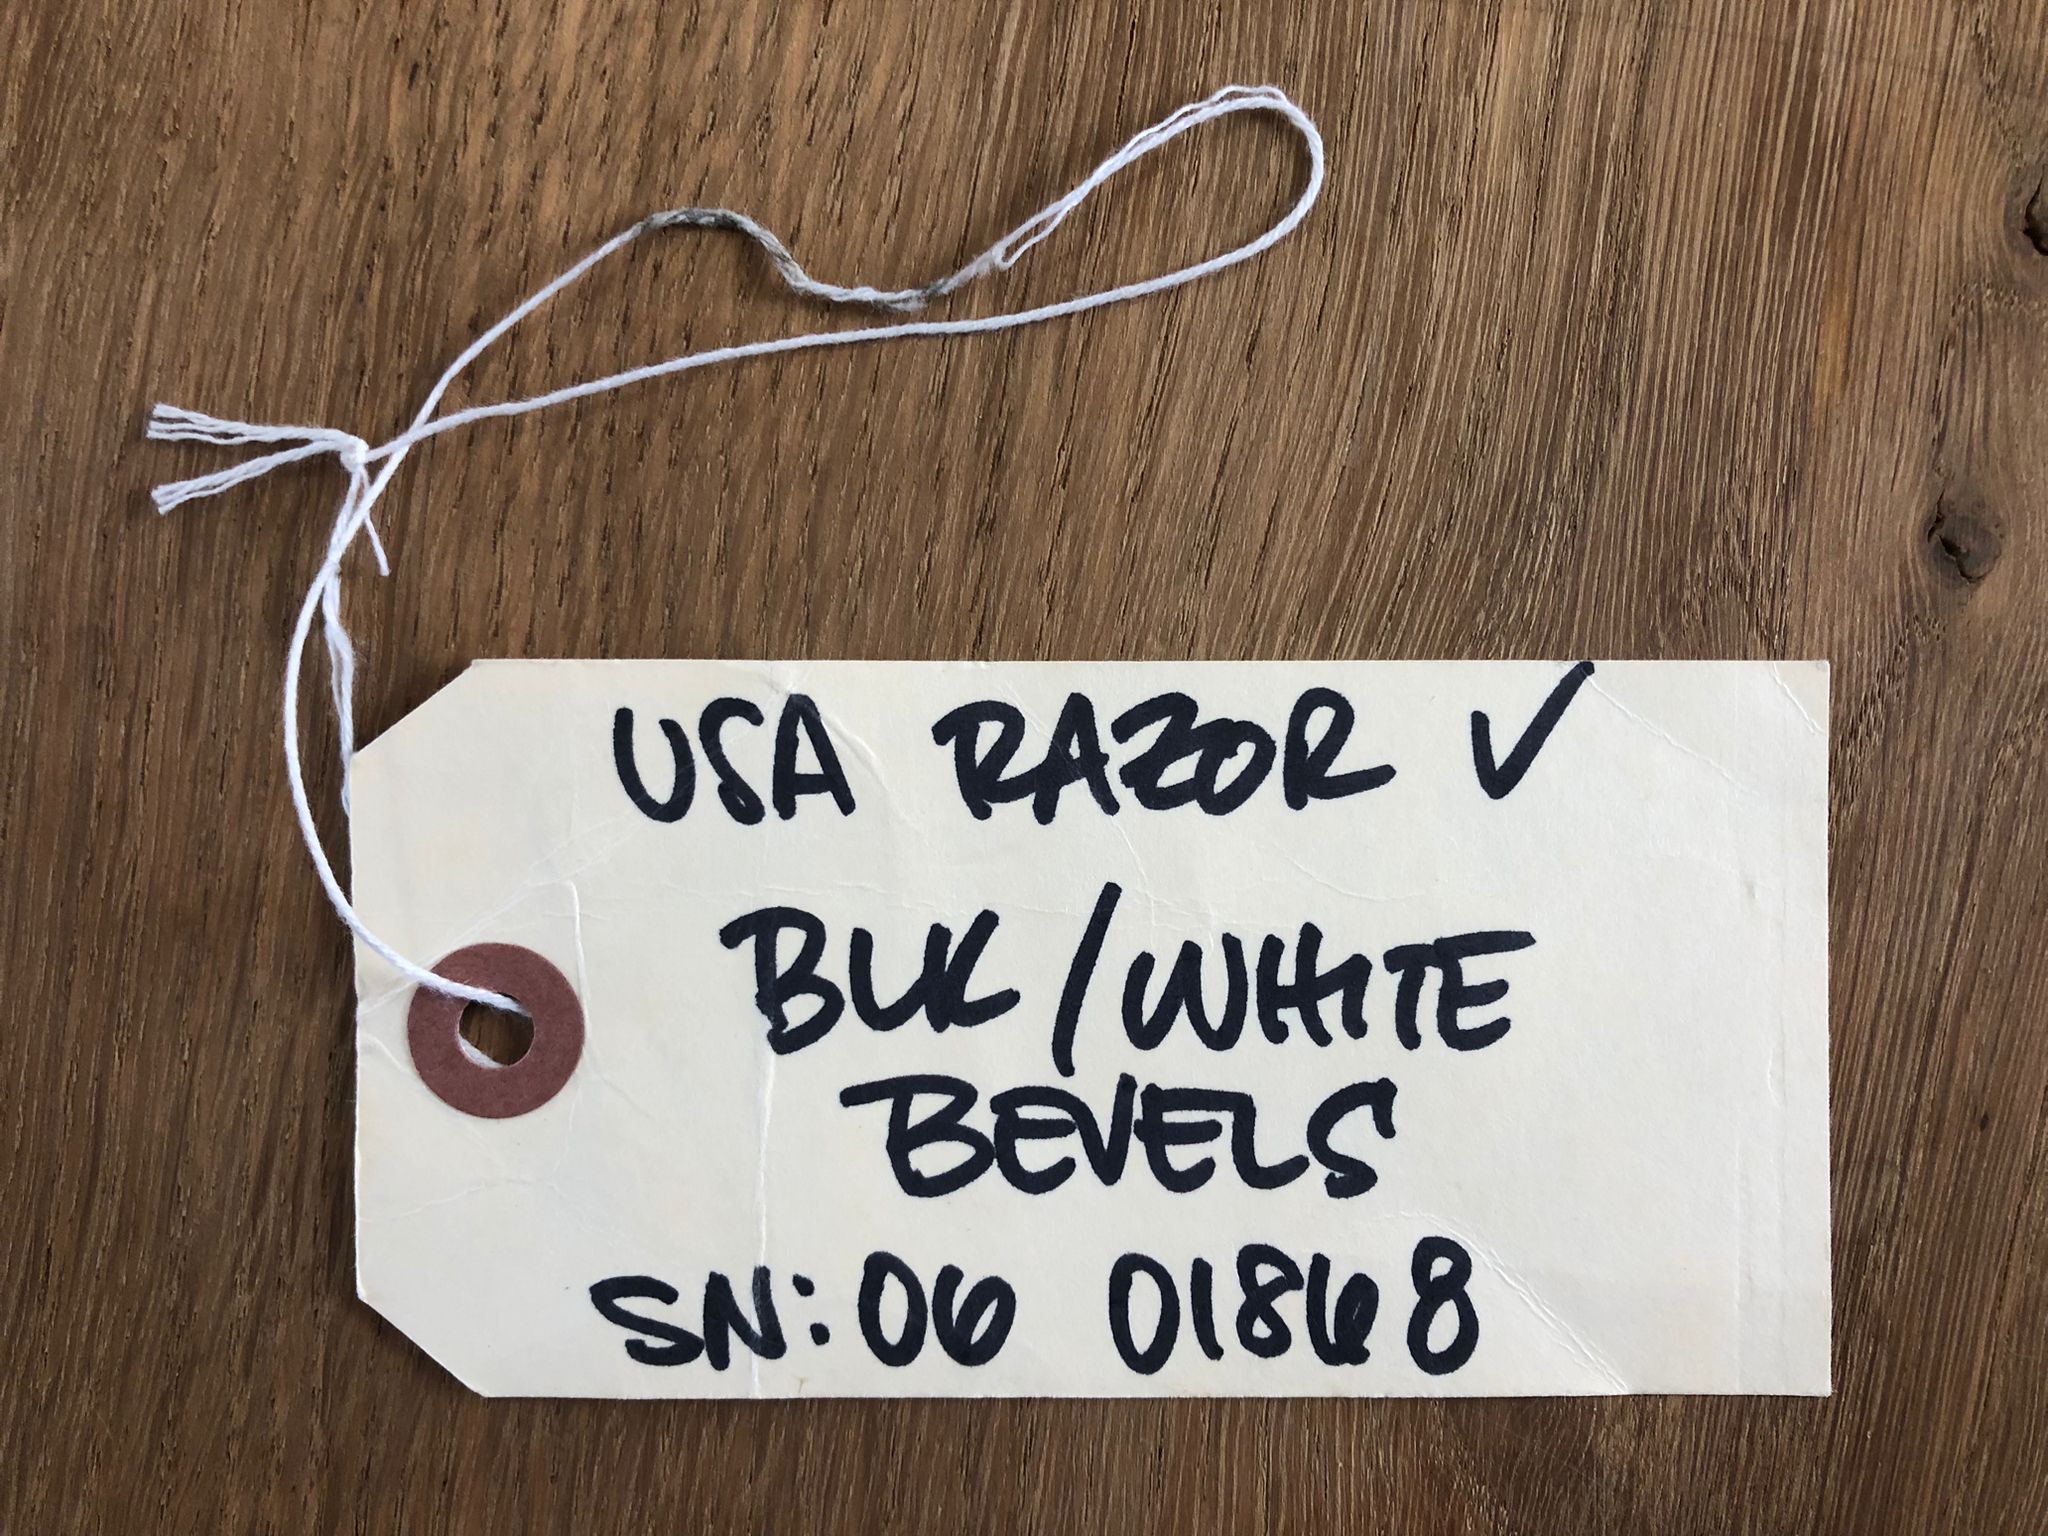 USA RAZOR ✓
BLK/WHITE
BEVELS
SN: 06 01868